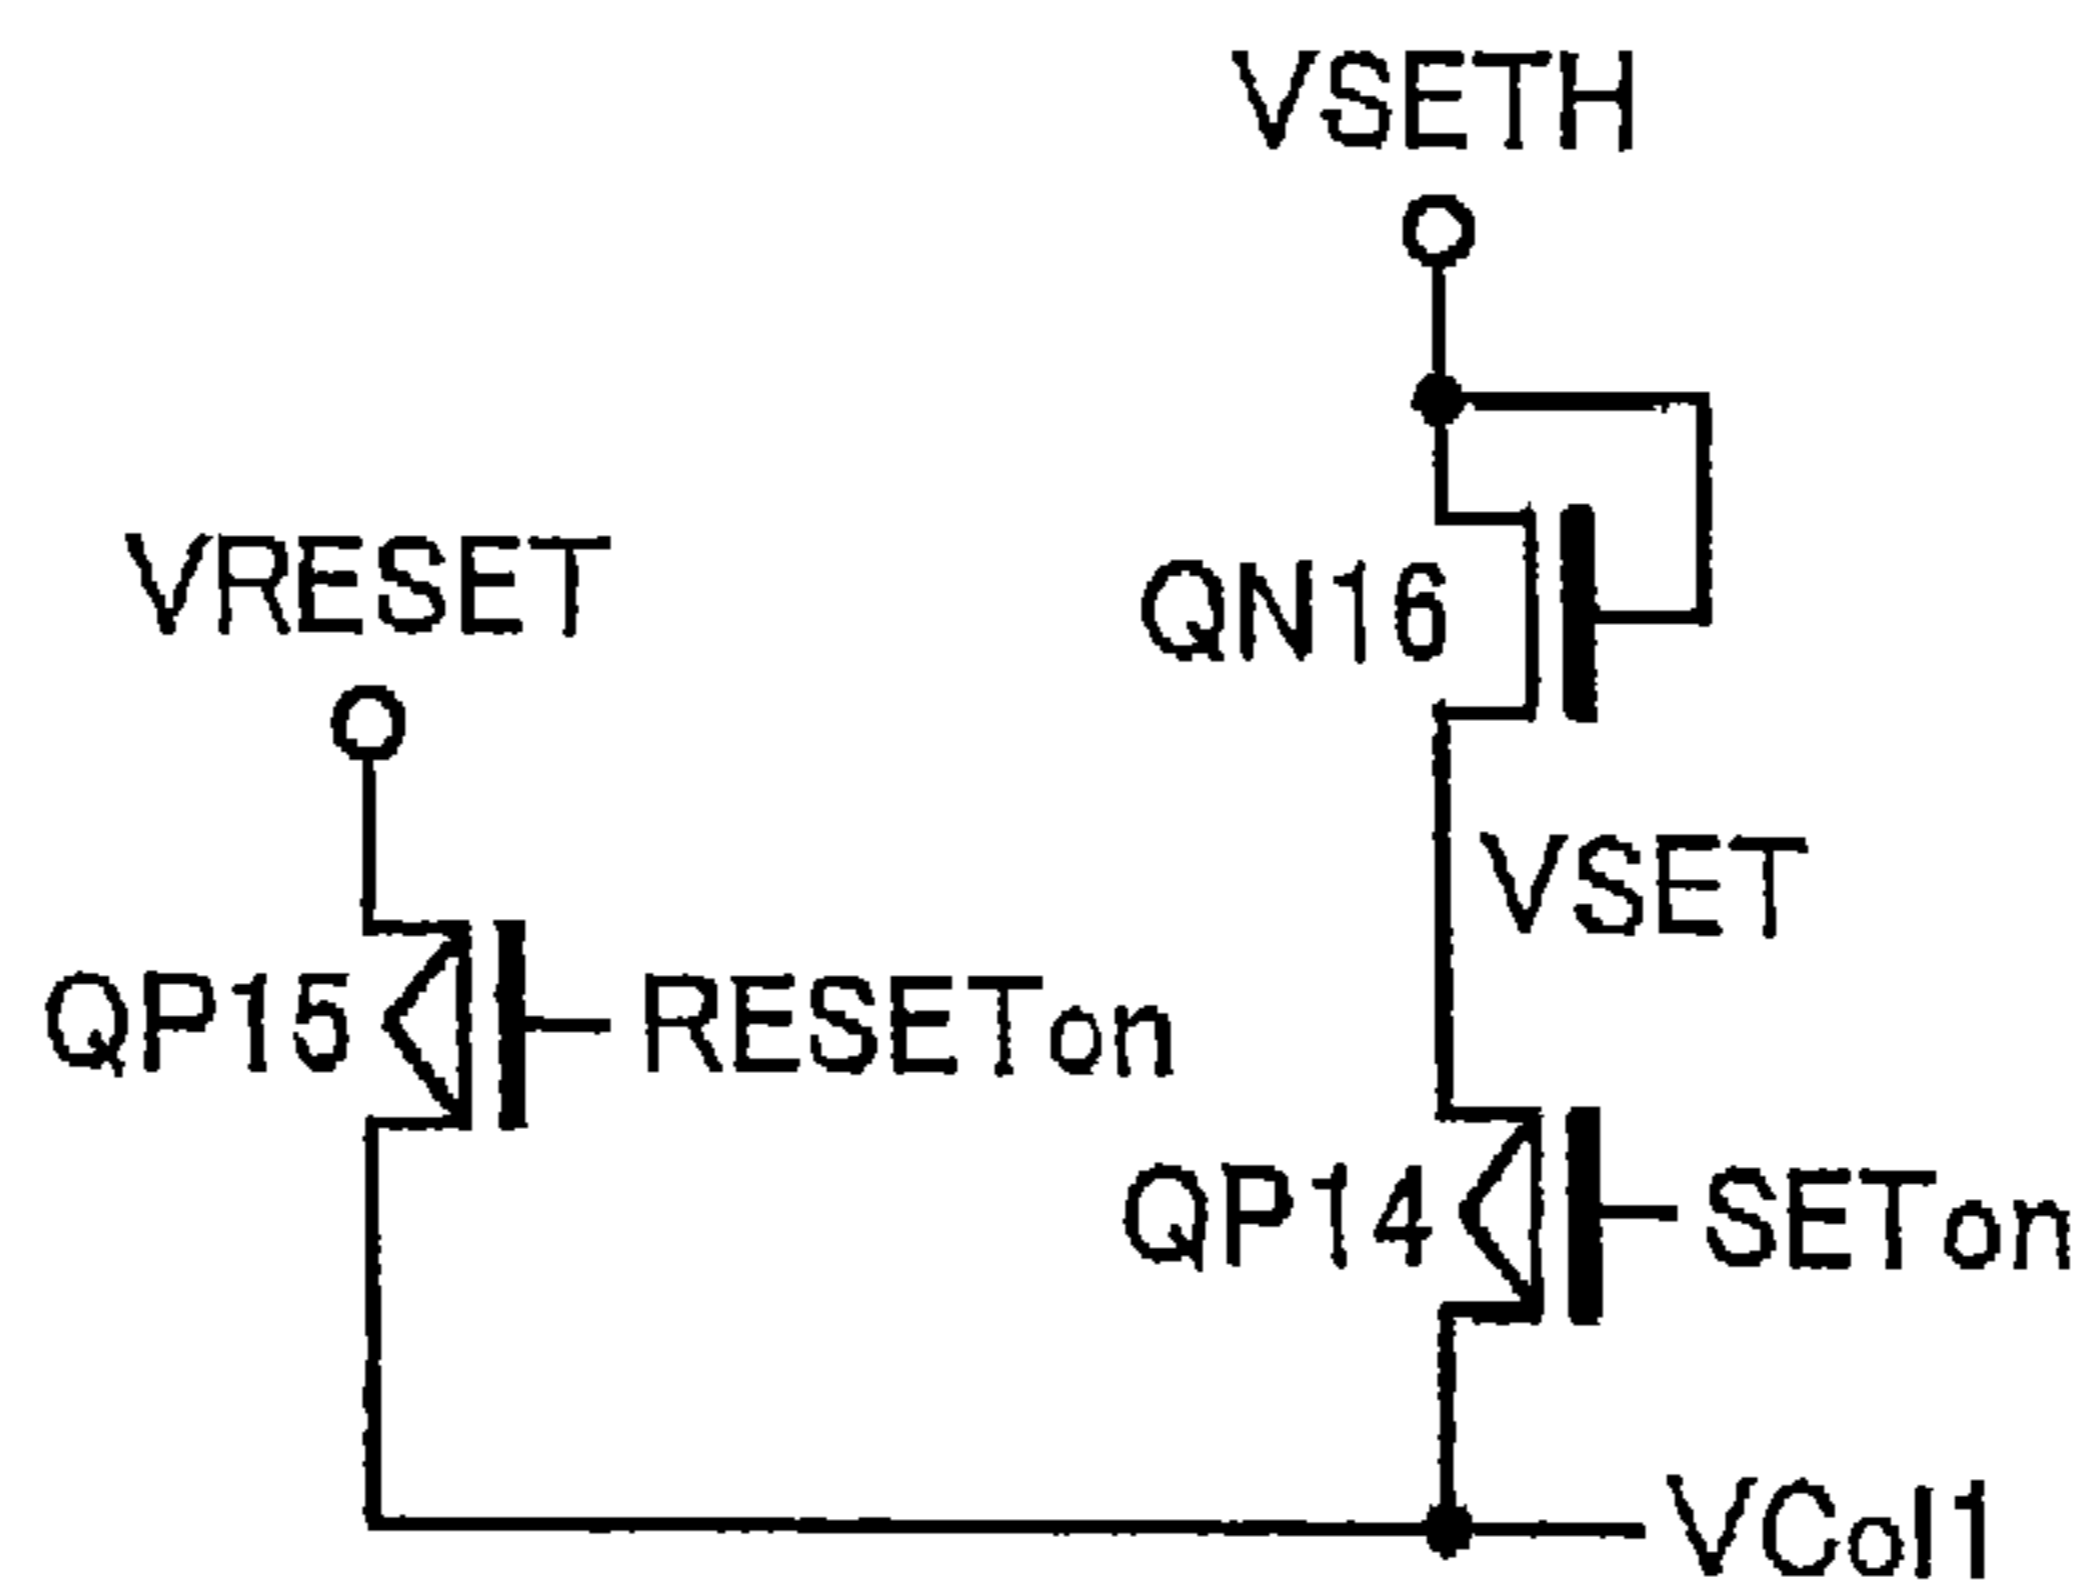 VSETH
VRESET
QN16
VSET
QP15
RESETon
QP14
SETon
VCol1